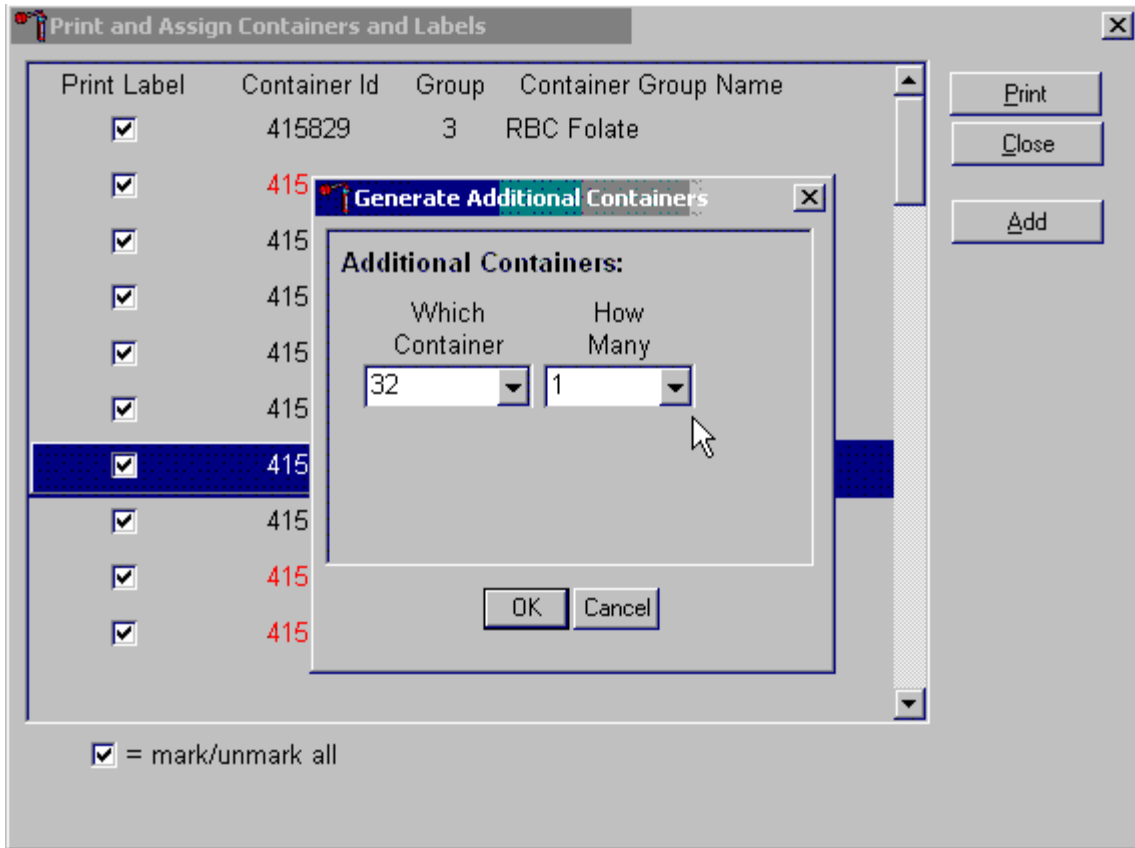 Print and Assign Containers and Labels
Print Label Container Id Group Container Group Name
415829 3 RBC Folate
Print
Close
Add
415
415
415
415
415
415
415
415
415
Generate Additional Containers
Additional Containers:
Which Container
How Many
32
1
OK
Cancel
= mark/unmark all